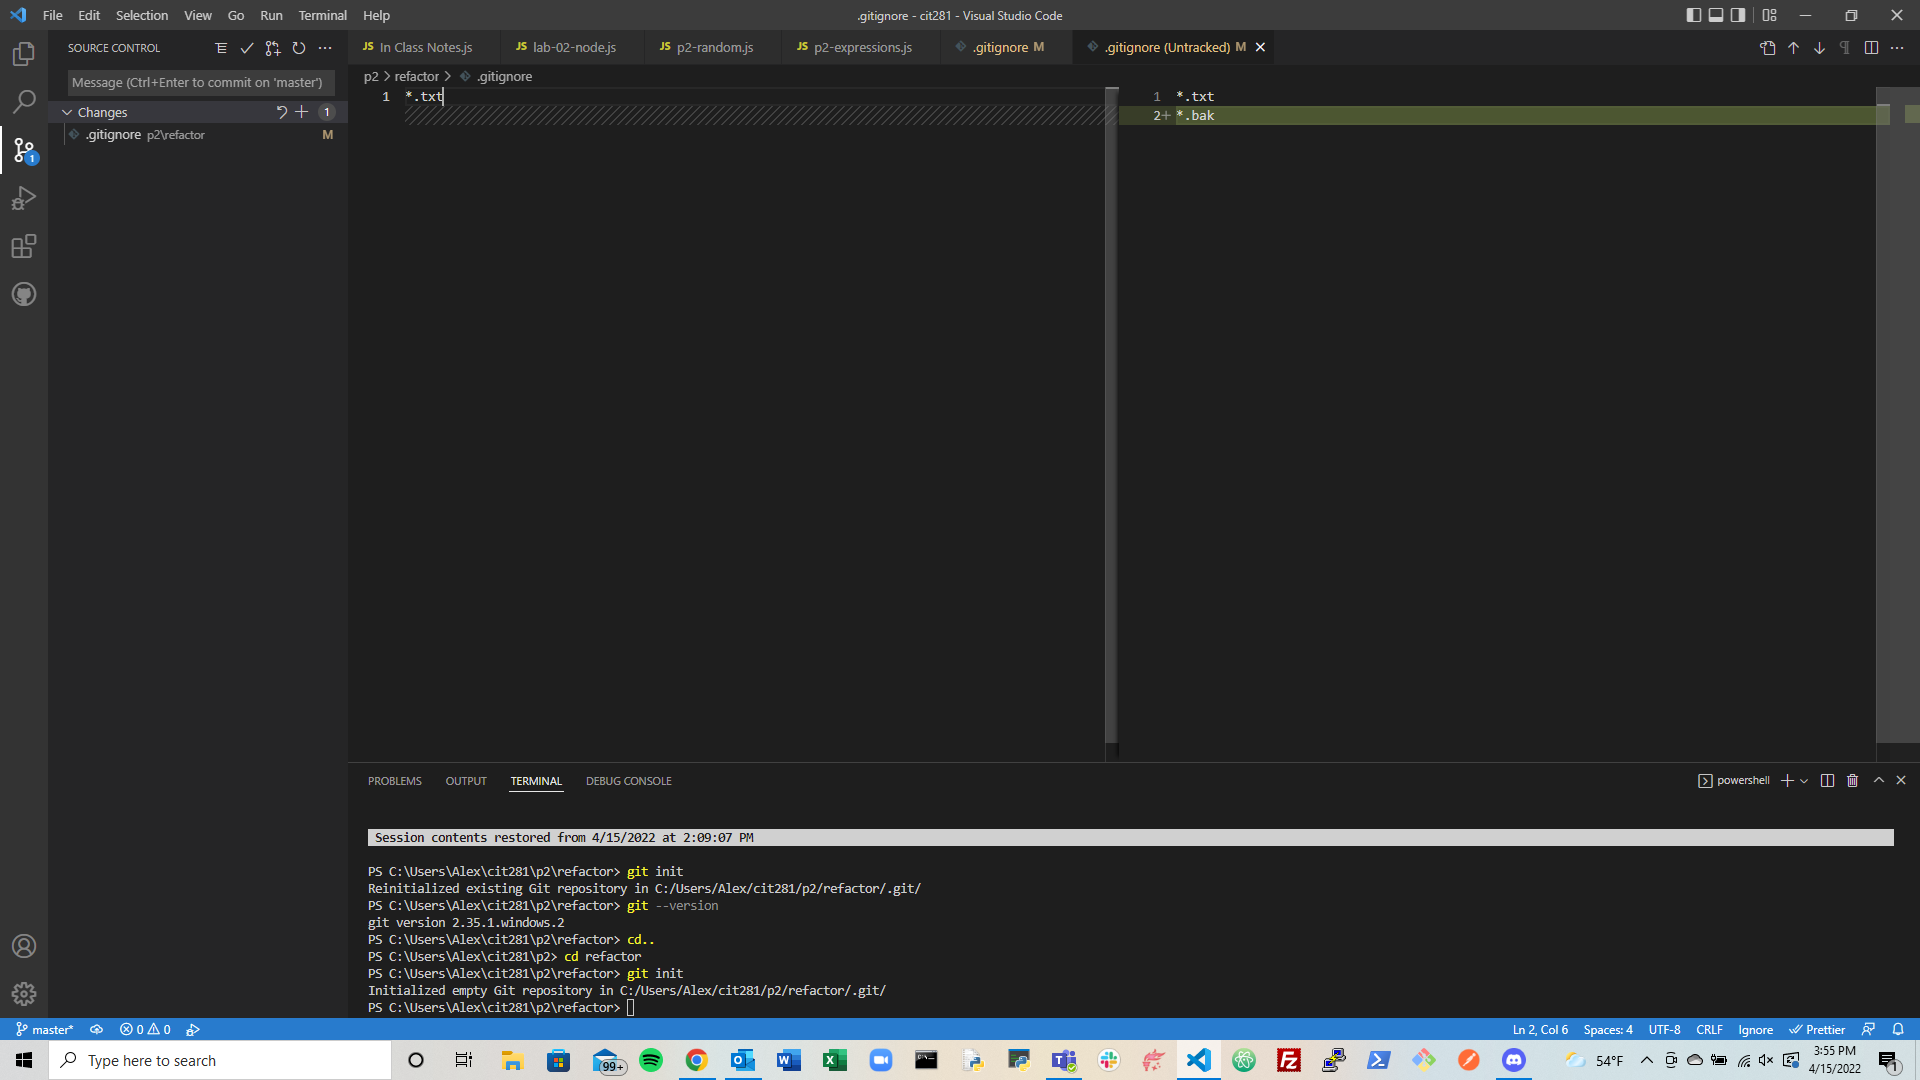 File Edit Selection View Go Run Terminal Help
.gitignore - cit281 - Visual Studio Code
SOURCE CONTROL
JS In Class Notes.js
JS lab-02-node.js
JS p2-random.js
JS p2-expressions.js
.gitignore M
.gitignore (Untracked) M
Message (Ctrl+Enter to commit on 'master')
Changes 1
.gitignore p2\refactor M
1
p2 > refactor > .gitignore
1 *.txt
1 *.txt
2+ *.bak
PROBLEMS OUTPUT TERMINAL DEBUG CONSOLE
powershell
Session contents restored from 4/15/2022 at 2:09:07 PM
PS C:\Users\Alex\cit281\p2\refactor> git init
Reinitialized existing Git repository in C:/Users/Alex/cit281/p2/refactor/.git/
PS C:\Users\Alex\cit281\p2\refactor> git --version
git version 2.35.1.windows.2
PS C:\Users\Alex\cit281\p2\refactor> cd..
PS C:\Users\Alex\cit281\p2> cd refactor
PS C:\Users\Alex\cit281\p2\refactor> git init
Initialized empty Git repository in C:/Users/Alex/cit281/p2/refactor/.git/
PS C:\Users\Alex\cit281\p2\refactor>
master* 0 0
Ln 2, Col 6 Spaces: 4 UTF-8 CRLF Ignore Prettier
Type here to search
99+
54°F
3:55 PM
4/15/2022
1